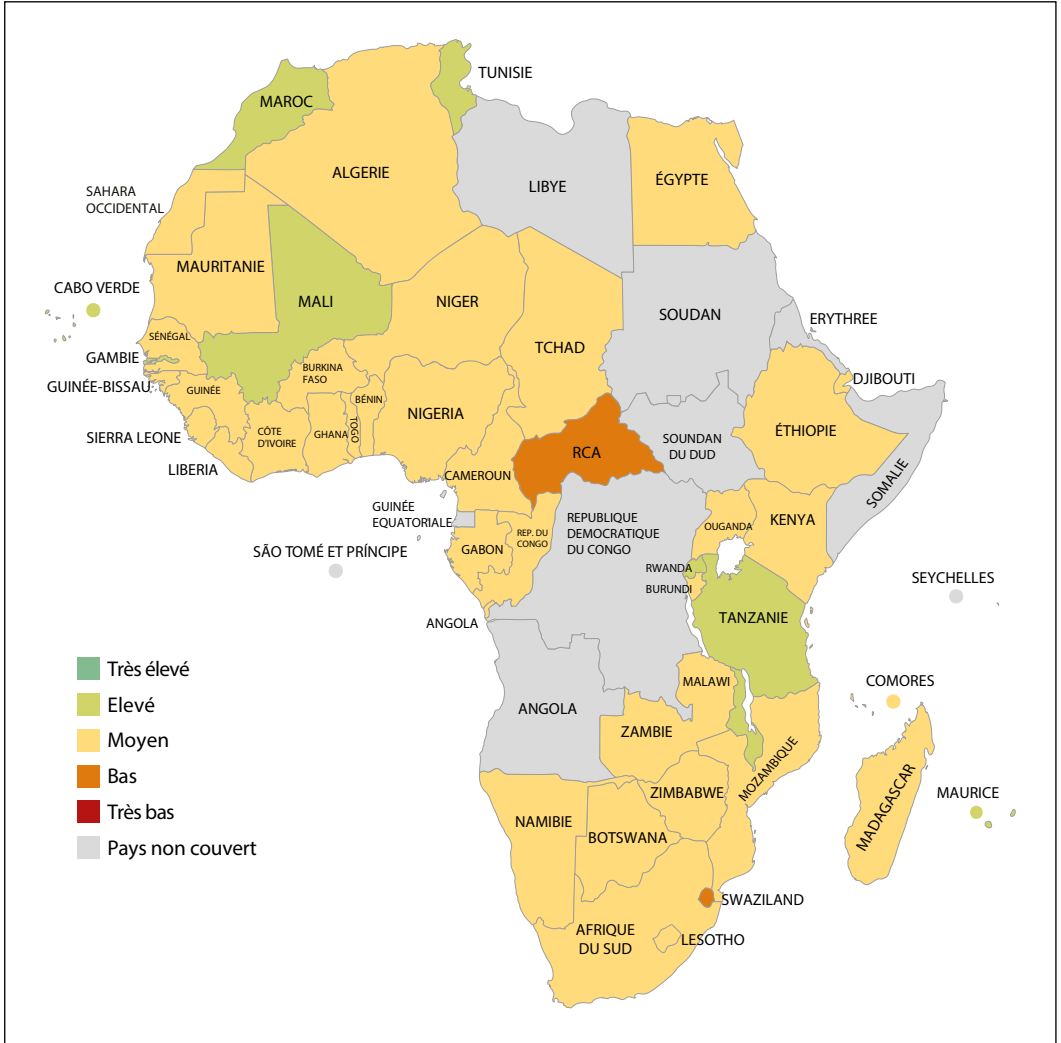 TUNISIE
MAROC
ALGERIE
LIBYE
ÉGYPTE
SAHARA
OCCIDENTAL
MAURITANIE
CABO VERDE
MALI
NIGER
SOUDAN
ERYTHREE
SÉNÉGAL
TCHAD
GAMBIE
BURKINA
FASO
DJIBOUTI
GUINÉE-BISSAU
GUINÉE
BÉNIN
NIGERIA
SIERRA LEONE
CÔTE
D'IVOIRE
GHANA
TOGO
ÉTHIOPIE
RCA
SOUNDAN
DU DUD
LIBERIA
CAMEROUN
SOMALIE
GUINÉE
EQUATORIALE
REPUBLIQUE
DEMOCRATIQUE
DU CONGO
OUGANDA
KENYA
REP. DU
CONGO
GABON
SÃO TOMÉ ET PRÍNCIPE
RWANDA
BURUNDI
SEYCHELLES
ANGOLA
TANZANIE
Très élevé
Elevé
Moyen
Bas
Très bas
Pays non couvert
MALAWI
COMORES
ANGOLA
ZAMBIE
MOZAMBIQUE
ZIMBABWE
MADAGASCAR
MAURICE
NAMIBIE
BOTSWANA
SWAZILAND
AFRIQUE
DU SUD
LESOTHO